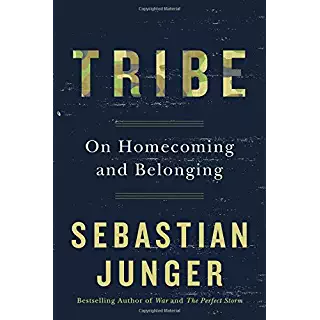 TRIBE
On Homecoming
and Belonging
SEBASTIAN
JUNGER
Bestselling Author of War and The Perfect Storm